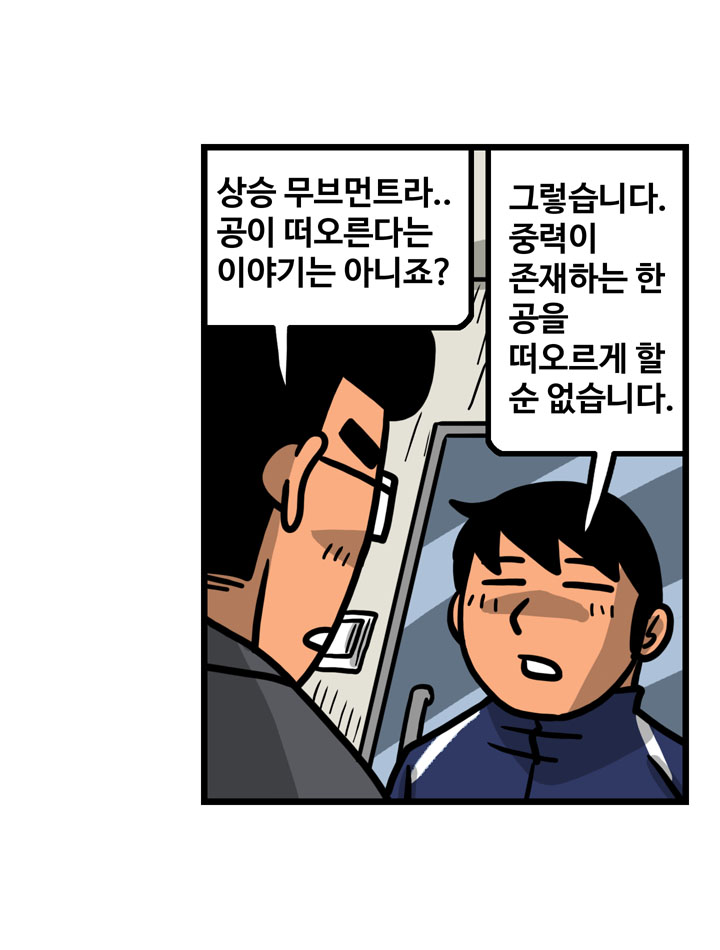 상승 무브먼트라..
공이 떠오른다는
이야기는 아니죠?
그렇습니다.
중력이
존재하는 한
공을
떠오르게 할
순 없습니다.